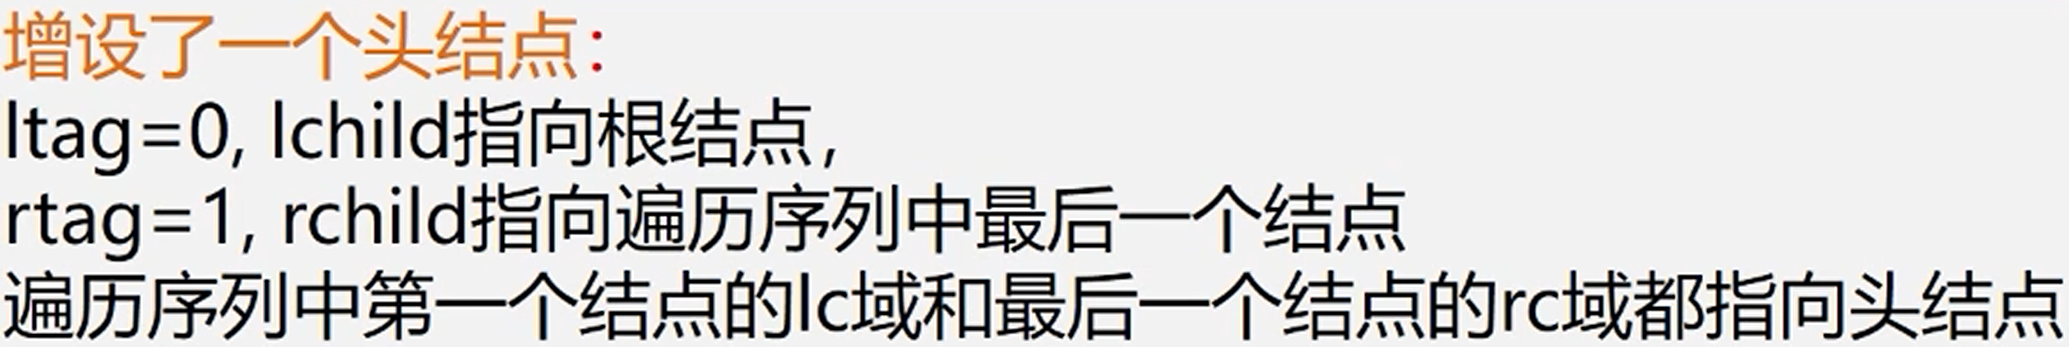 增设了一个头结点：
ltag=0, lchild指向根结点，
rtag=1, rchild指向遍历序列中最后一个结点
遍历序列中第一个结点的lc域和最后一个结点的rc域都指向头结点